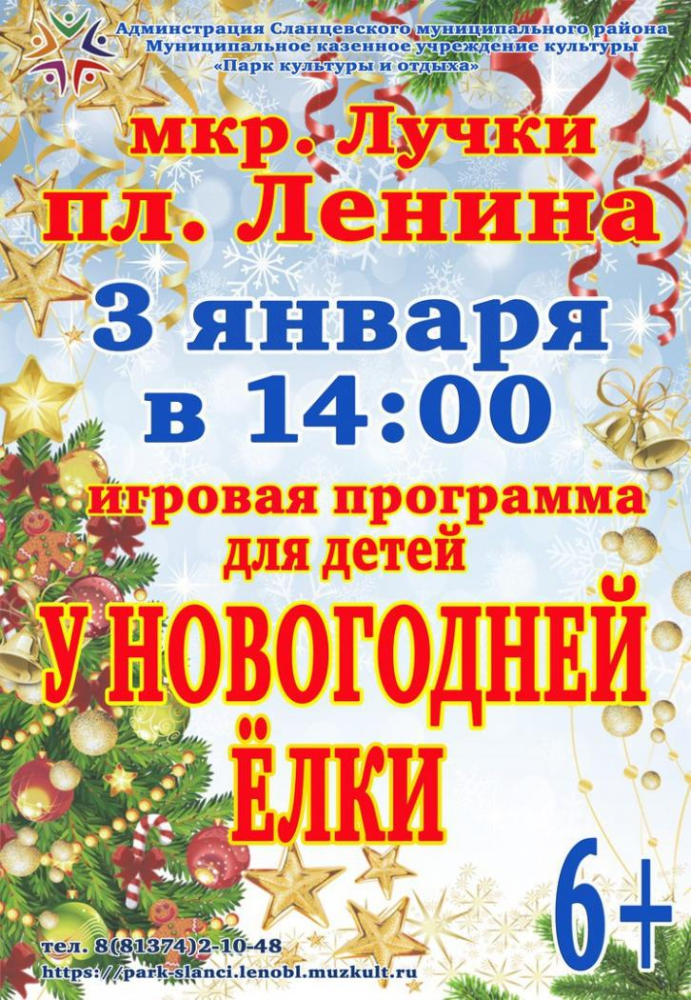 Админстрация Сланцевского муниципального района
Муниципальное казенное учреждение культуры
«Парк культуры и отдыха»
мкр. Лучки
пл. Ленина
3 января
в 14:00
игровая программа
для детей
У НОВОГОДНЕЙ
ЁЛКИ
6+
тел. 8(81374)2-10-48
https://park-slanci.lenobl.muzkult.ru